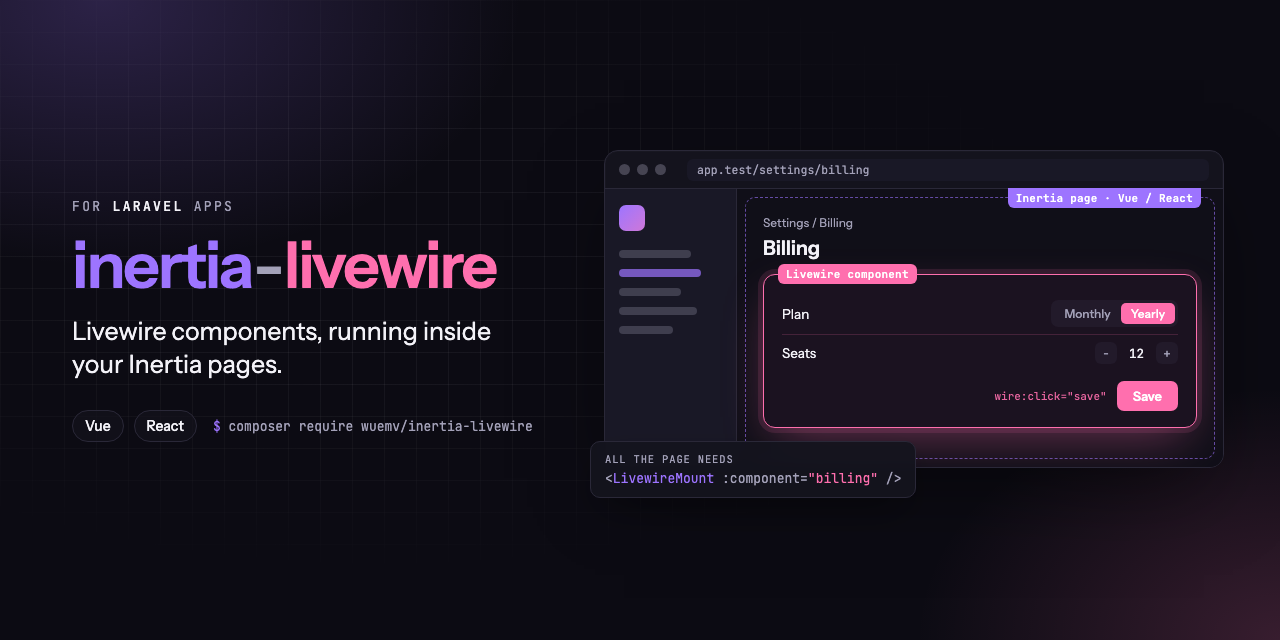 FOR LARAVEL APPS
inertia-livewire
Livewire components, running inside
your Inertia pages.
Vue
React
$ composer require wuemv/inertia-livewire
app.test/settings/billing
Inertia page · Vue / React
Settings / Billing
Billing
Livewire component
Plan
Monthly
Yearly
Seats
- 12 +
wire:click="save"
Save
ALL THE PAGE NEEDS
<LivewireMount :component="billing" />